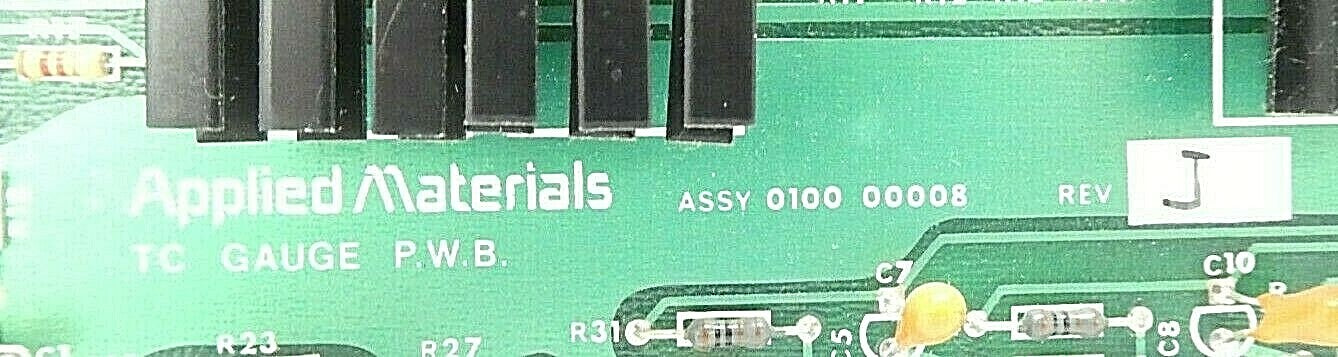 Applied Materials ASSY 0100 00008 REV J
TC GAUGE P.W.B.
C7
C10
R31
C5
C8
R23
R27